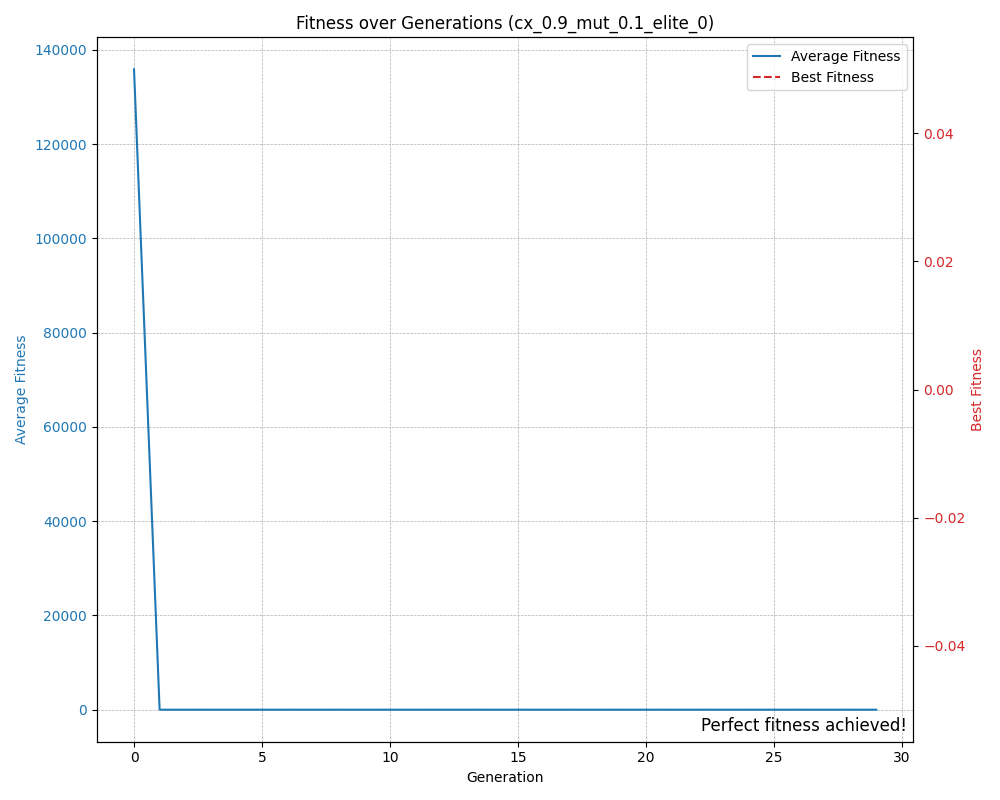 Fitness over Generations (cx_0.9_mut_0.1_elite_0)
Average Fitness
Best Fitness
140000
120000
100000
80000
60000
40000
20000
0
Average Fitness
0.04
0.02
0.00
−0.02
−0.04
Best Fitness
Perfect fitness achieved!
0 5 10 15 20 25 30
Generation